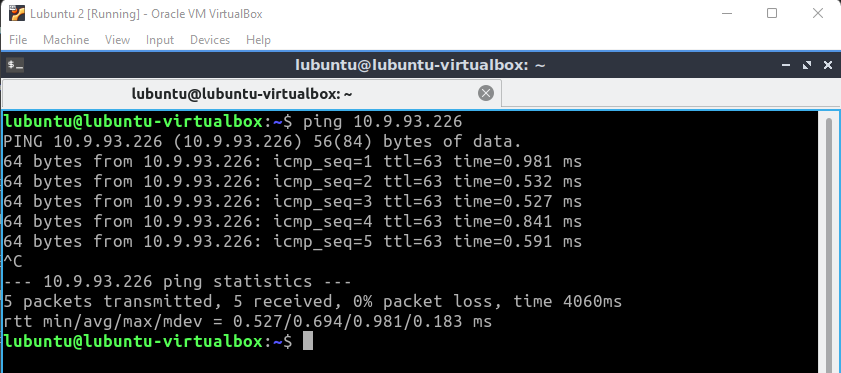 Lubuntu 2 [Running] - Oracle VM VirtualBox
File Machine View Input Devices Help
lubuntu@lubuntu-virtualbox: ~
lubuntu@lubuntu-virtualbox: ~
lubuntu@lubuntu-virtualbox:~$ ping 10.9.93.226
PING 10.9.93.226 (10.9.93.226) 56(84) bytes of data.
64 bytes from 10.9.93.226: icmp_seq=1 ttl=63 time=0.981 ms
64 bytes from 10.9.93.226: icmp_seq=2 ttl=63 time=0.532 ms
64 bytes from 10.9.93.226: icmp_seq=3 ttl=63 time=0.527 ms
64 bytes from 10.9.93.226: icmp_seq=4 ttl=63 time=0.841 ms
64 bytes from 10.9.93.226: icmp_seq=5 ttl=63 time=0.591 ms
^C
--- 10.9.93.226 ping statistics ---
5 packets transmitted, 5 received, 0% packet loss, time 4060ms
rtt min/avg/max/mdev = 0.527/0.694/0.981/0.183 ms
lubuntu@lubuntu-virtualbox:~$